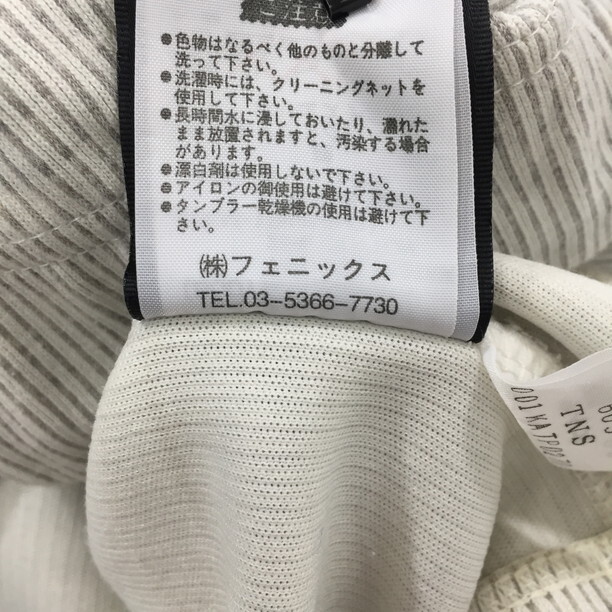 注意
●色物はなるべく他のものと分離して
洗って下さい。
●洗濯時には、クリーニングネットを
使用して下さい。
●長時間水に浸しておいたり、濡れた
まま放置されますと、汚染する場合
があります。
●漂白剤は使用しないで下さい。
●アイロンの御使用は避けて下さい。
●タンブラー乾燥機の使用は避けて下
さい。
㈱フェニックス
TEL.03-5366-7730
TNS